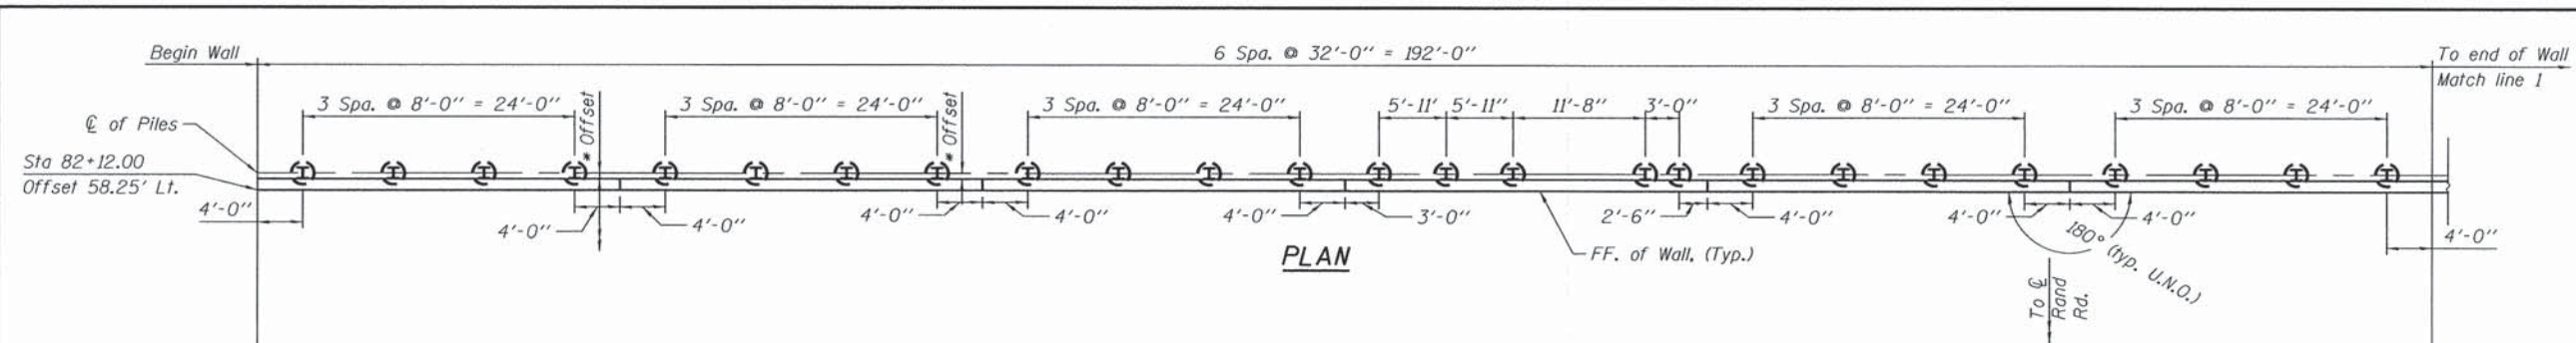 Begin Wall
6 Spa. @ 32'-0" = 192'-0"
To end of Wall
Match line 1
3 Spa. @ 8'-0" = 24'-0"
* Offset
3 Spa. @ 8'-0" = 24'-0"
* Offset
3 Spa. @ 8'-0" = 24'-0"
5'-11'
5'-11"
11'-8"
3'-0"
3 Spa. @ 8'-0" = 24'-0"
3 Spa. @ 8'-0" = 24'-0"
℄ of Piles
Sta 82+12.00
Offset 58.25' Lt.
4'-0"
4'-0"
4'-0"
4'-0"
4'-0"
4'-0"
3'-0"
2'-6"
4'-0"
4'-0"
4'-0"
4'-0"
180° (typ. U.N.O.)
FF. of Wall, (Typ.)
PLAN
To ℄
Rand
Rd.